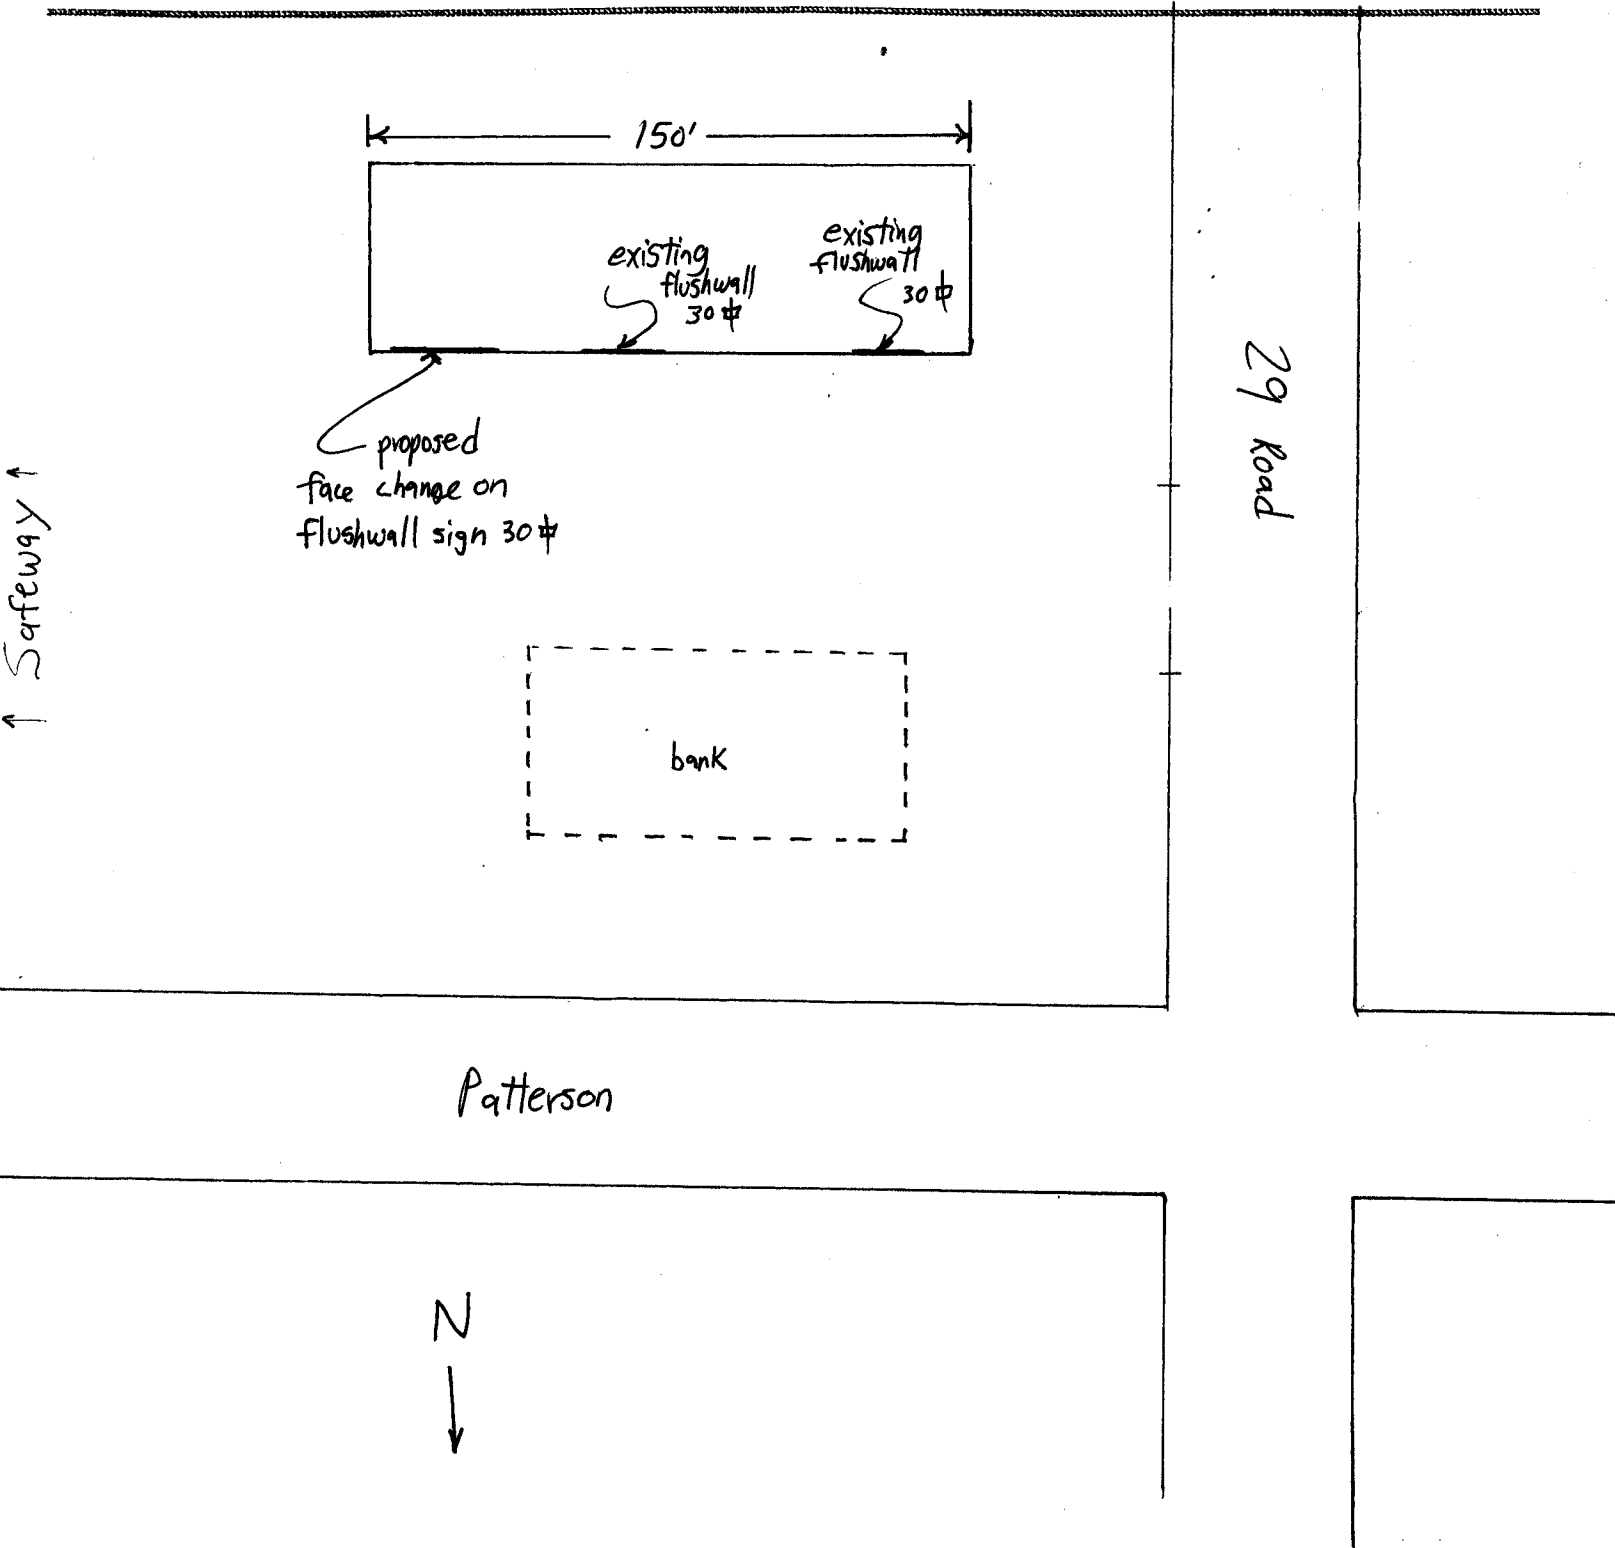 150'
existing
flushwall
30 ⏍
existing
flushwall
30 ⏍
proposed
face change on
flushwall sign 30 ⏍
29 Road
↑ Safeway ↑
bank
Patterson
N